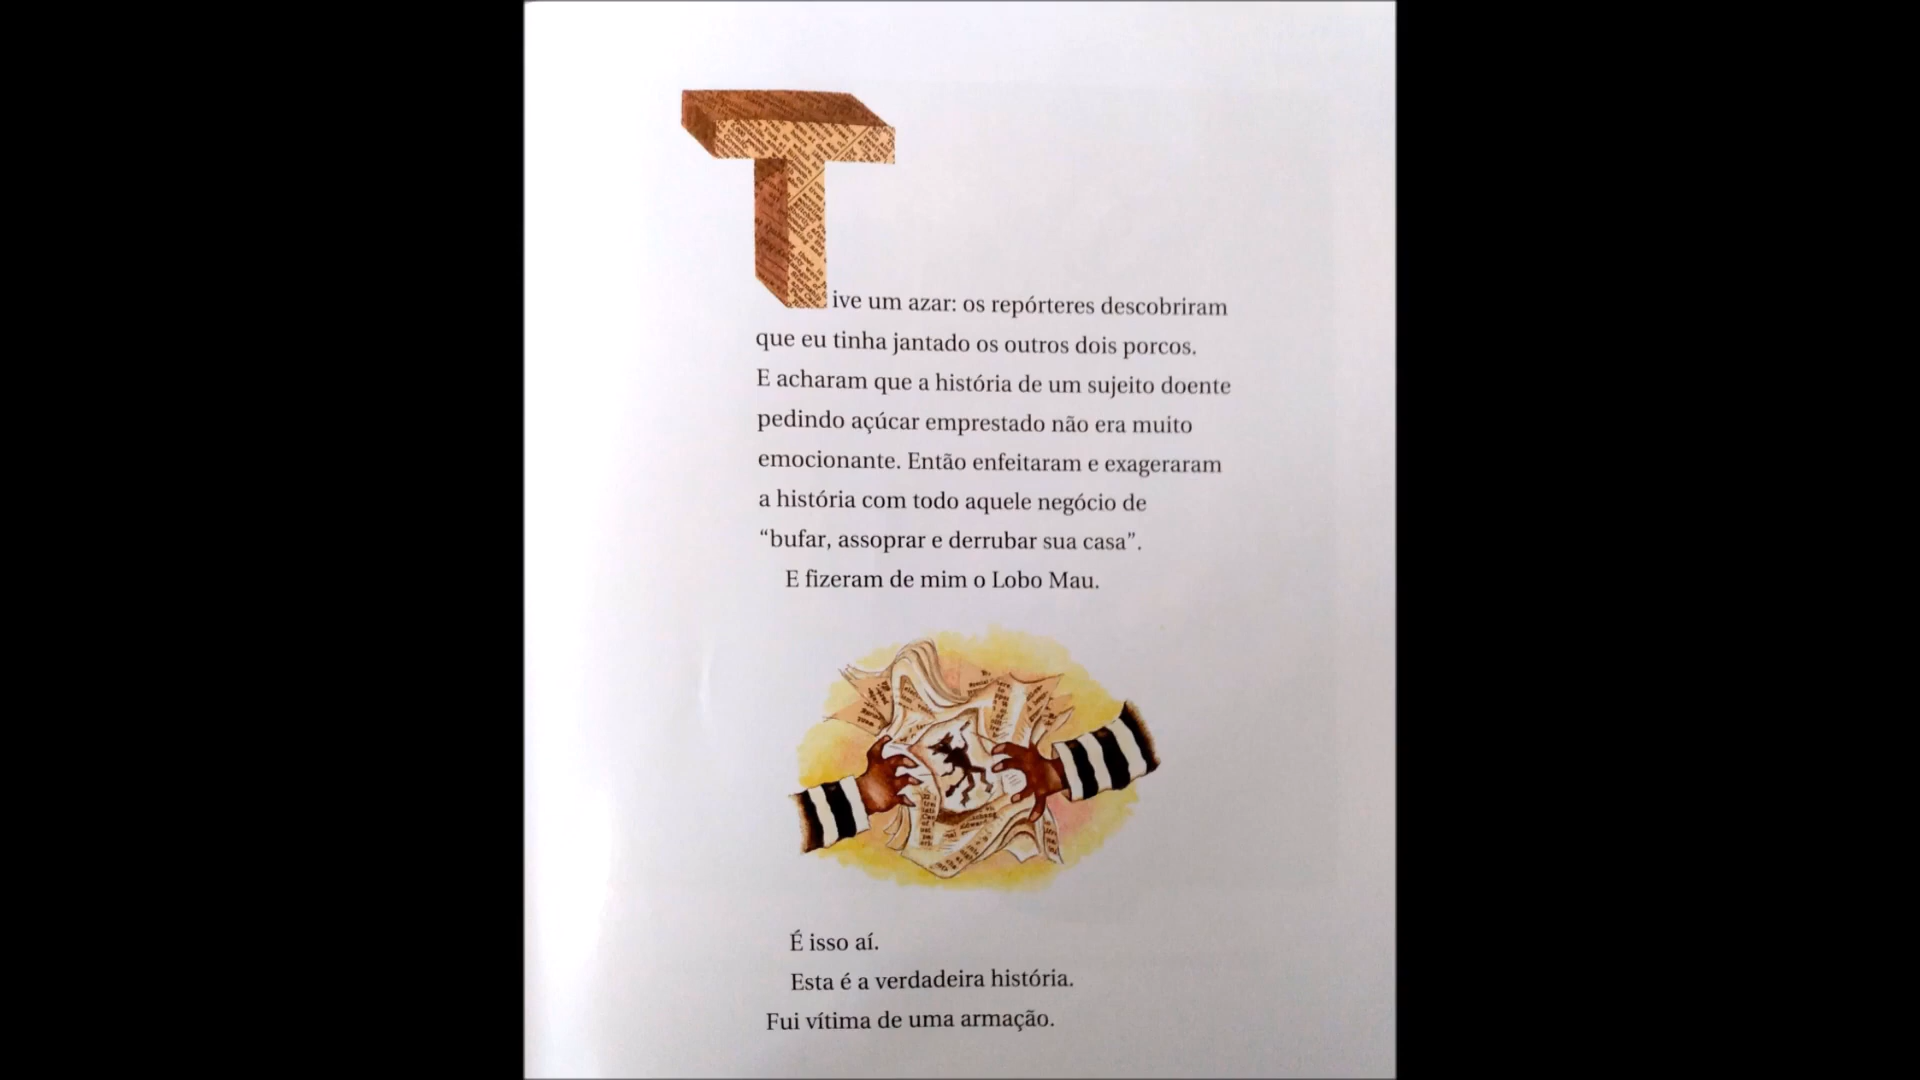 Tive um azar: os repórteres descobriram
que eu tinha jantado os outros dois porcos.
E acharam que a história de um sujeito doente
pedindo açúcar emprestado não era muito
emocionante. Então enfeitaram e exageraram
a história com todo aquele negócio de
“bufar, assoprar e derrubar sua casa”.
E fizeram de mim o Lobo Mau.
É isso aí.
Esta é a verdadeira história.
Fui vítima de uma armação.